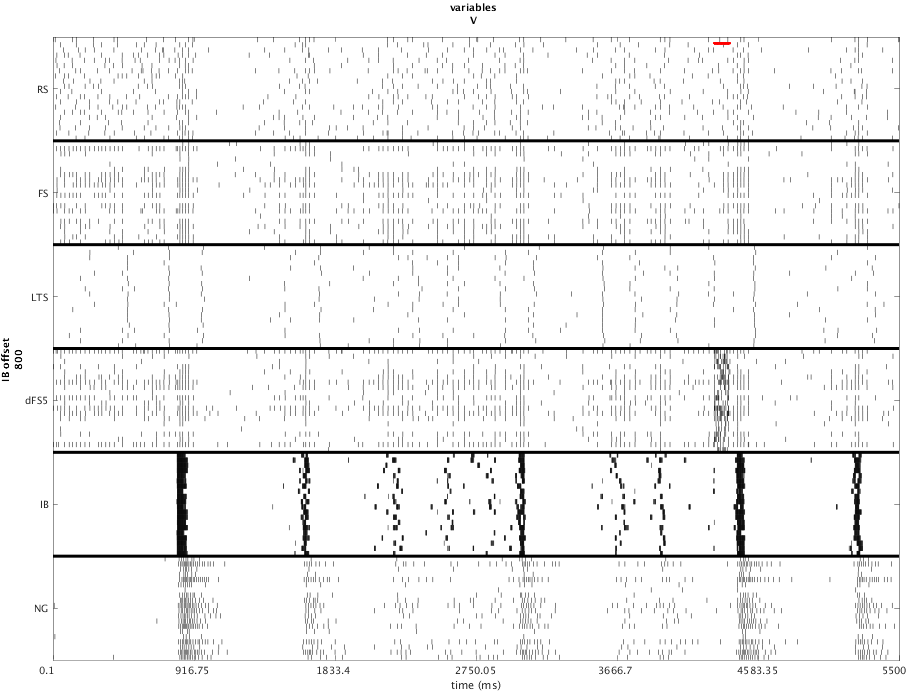 variables
V
RS
FS
LTS
dFS5
IB
NG
IB offset
800
0.1 916.75 1833.4 2750.05 3666.7 4583.35 5500
time (ms)